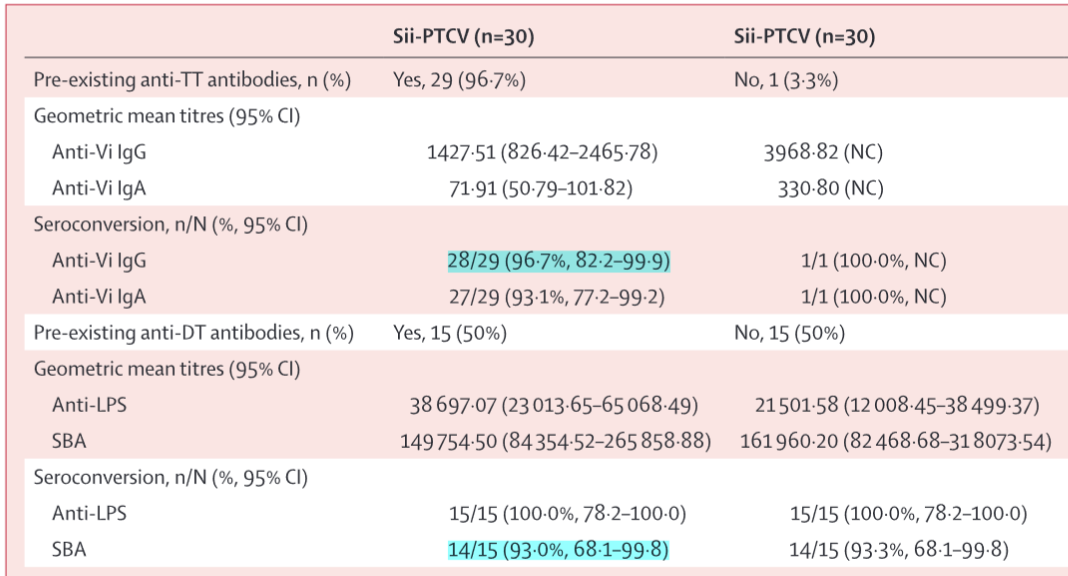 Sii-PTCV (n=30) Sii-PTCV (n=30)
Pre-existing anti-TT antibodies, n (%) Yes, 29 (96·7%) No, 1 (3·3%)
Geometric mean titres (95% CI)
Anti-Vi IgG 1427·51 (826·42–2465·78) 3968·82 (NC)
Anti-Vi IgA 71·91 (50·79–101·82) 330·80 (NC)
Seroconversion, n/N (%, 95% CI)
Anti-Vi IgG 28/29 (96·7%, 82·2–99·9) 1/1 (100·0%, NC)
Anti-Vi IgA 27/29 (93·1%, 77·2–99·2) 1/1 (100·0%, NC)
Pre-existing anti-DT antibodies, n (%) Yes, 15 (50%) No, 15 (50%)
Geometric mean titres (95% CI)
Anti-LPS 38 697·07 (23 013·65–65 068·49) 21 501·58 (12 008·45–38 499·37)
SBA 149 754·50 (84 354·52–265 858·88) 161 960·20 (82 468·68–31 8073·54)
Seroconversion, n/N (%, 95% CI)
Anti-LPS 15/15 (100·0%, 78·2–100·0) 15/15 (100·0%, 78·2–100·0)
SBA 14/15 (93·0%, 68·1–99·8) 14/15 (93·3%, 68·1–99·8)